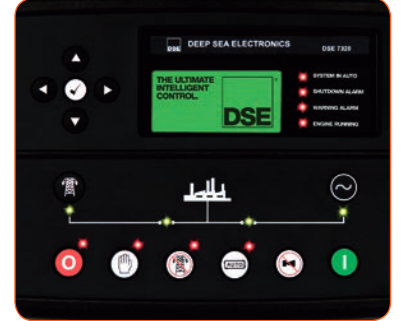 DSE
DEEP SEA ELECTRONICS
DSE 7320
THE ULTIMATE
INTELLIGENT
CONTROL.
DSE
SYSTEM IN AUTO
SHUTDOWN ALARM
WARNING ALARM
ENGINE RUNNING
O
AUTO
I